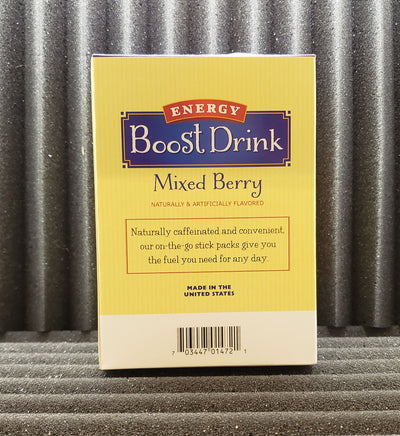 ENERGY
Boost Drink
Mixed Berry
NATURALLY & ARTIFICIALLY FLAVORED
Naturally caffeinated and convenient,
our on-the-go stick packs give you
the fuel you need for any day.
MADE IN THE
UNITED STATES
7 03447 01472 1